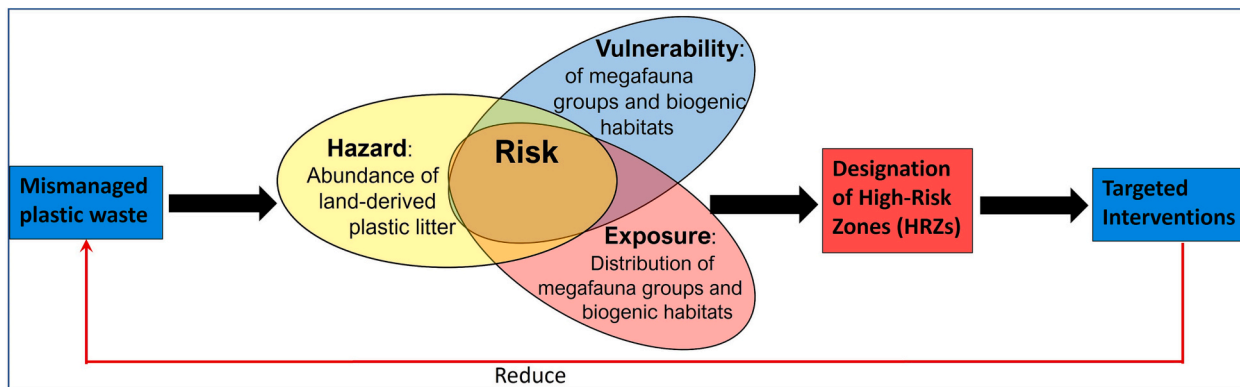 Mismanaged
plastic waste
Hazard:
Abundance of
land-derived
plastic litter
Risk
Vulnerability:
of megafauna
groups and biogenic
habitats
Exposure:
Distribution of
megafauna groups and
biogenic habitats
Designation
of High-Risk
Zones (HRZs)
Targeted
Interventions
Reduce